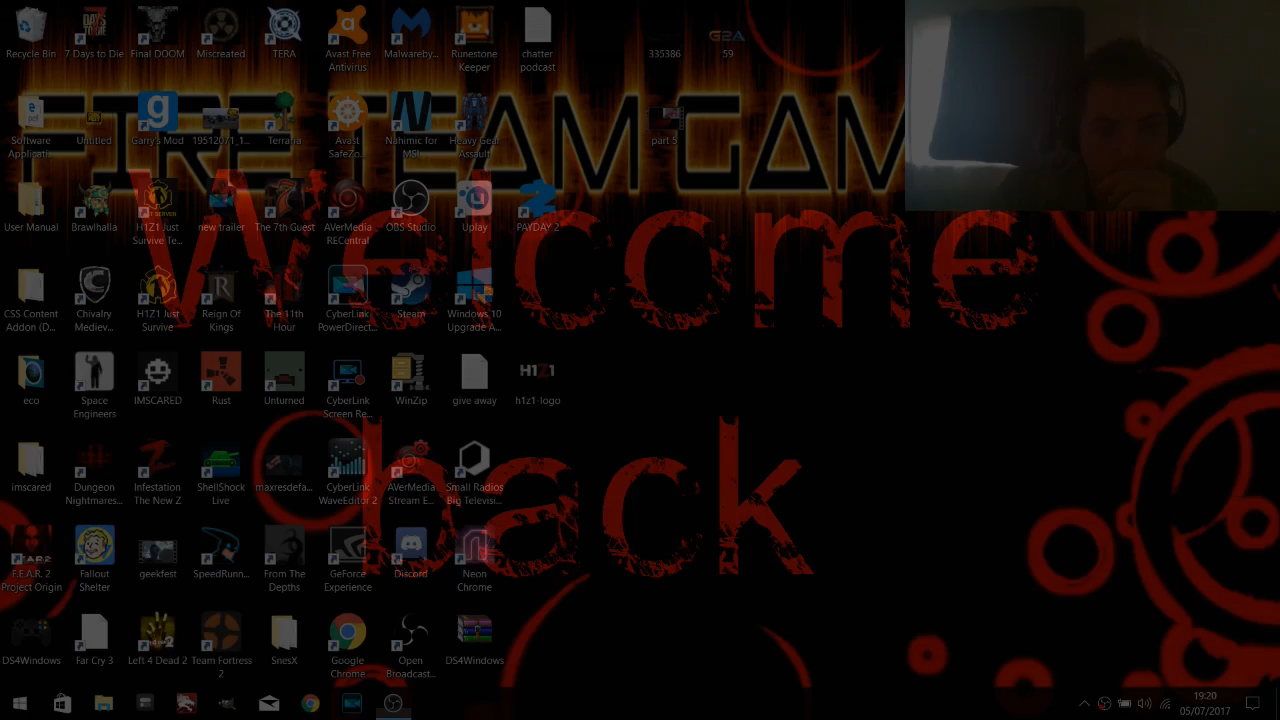 Recycle Bin
7 Days to Die
Final DOOM
Miscreated
TERA
Avast Free
Antivirus
Malwareby...
Runestone
Keeper
chatter
podcast
335386
G2A
59
FIRE TEAM GAM
Software
Applicati...
Untitled
Garry's Mod
19512071_1...
Terraria
Avast
SafeZo...
Nahimic for
MSI
Heavy Gear
Assault
part 5
User Manual
Brawlhalla
H1Z1 Just
Survive Te...
new trailer
The 7th Guest
AVerMedia
RECentral
OBS Studio
Uplay
PAYDAY 2
Welcome
CSS Content
Addon (D...
Chivalry
Mediev...
H1Z1 Just
Survive
Reign Of
Kings
The 11th
Hour
CyberLink
PowerDirect...
Steam
Windows 10
Upgrade A...
eco
Space
Engineers
IMSCARED
Rust
Unturned
CyberLink
Screen Re...
WinZip
give away
H1Z1
h1z1-logo
back
imscared
Dungeon
Nightmares...
Infestation
The New Z
ShellShock
Live
maxresdefa...
CyberLink
WaveEditor 2
AVerMedia
Stream E...
Small Radios
Big Televisi...
F.E.A.R. 2
Project Origin
Fallout
Shelter
geekfest
SpeedRunn...
From The
Depths
GeForce
Experience
Discord
Neon
Chrome
DS4Windows
Far Cry 3
Left 4 Dead 2
Team Fortress
2
SnesX
Google
Chrome
Open
Broadcast...
DS4Windows
19:20
05/07/2017